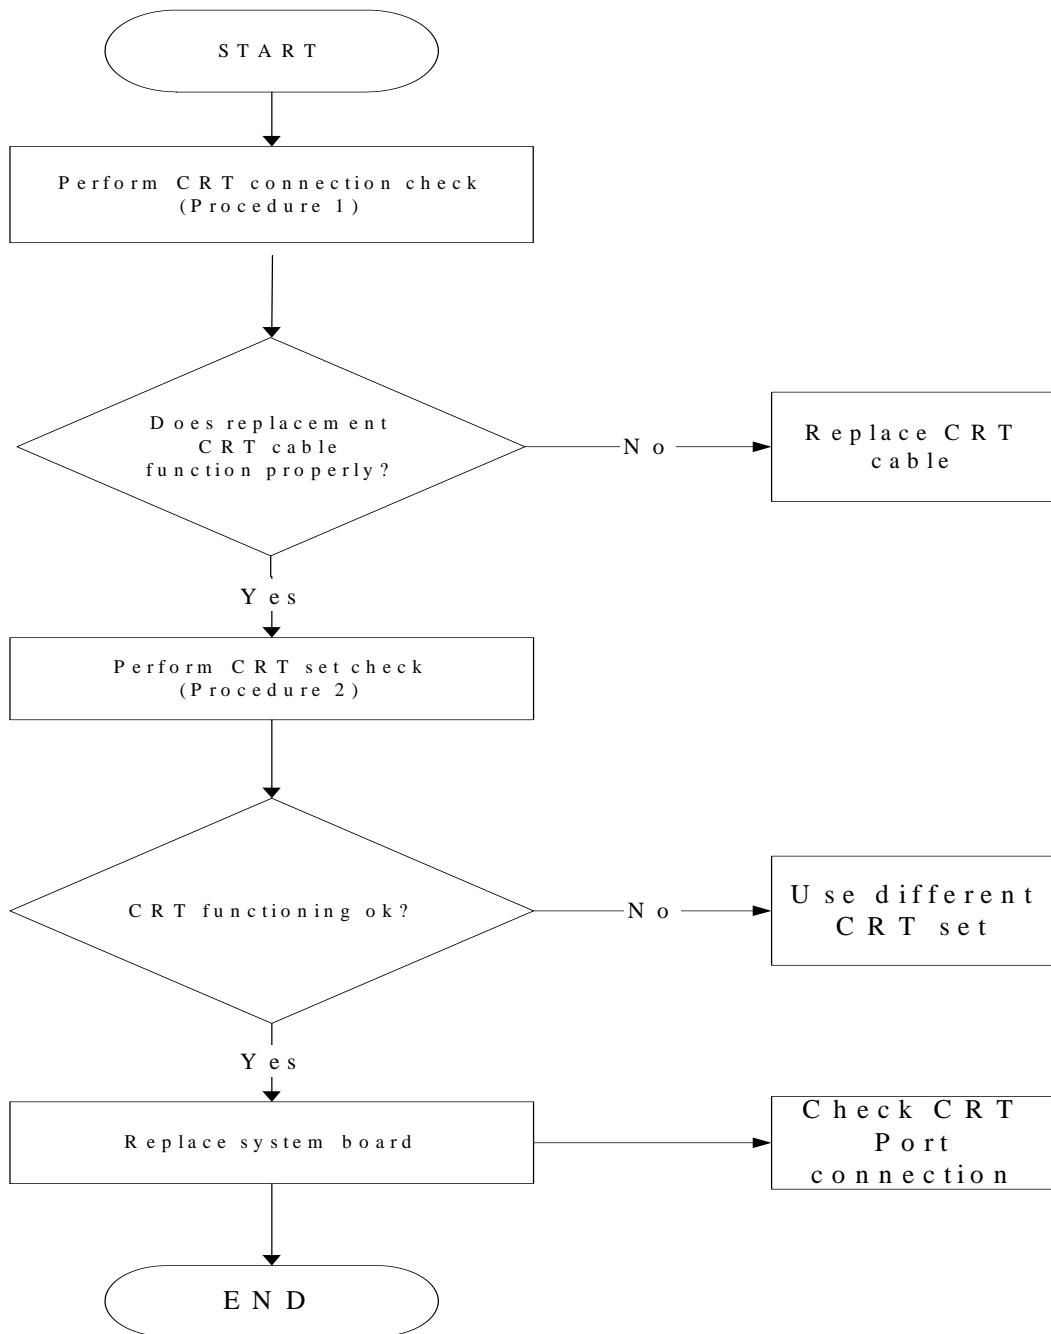 START
Perform CRT connection check
(Procedure 1)
Does replacement
CRT cable
function properly?
No
Replace CRT
cable
Yes
Perform CRT set check
(Procedure 2)
CRT functioning ok?
No
Use different
CRT set
Yes
Replace system board
Check CRT
Port
connection
END